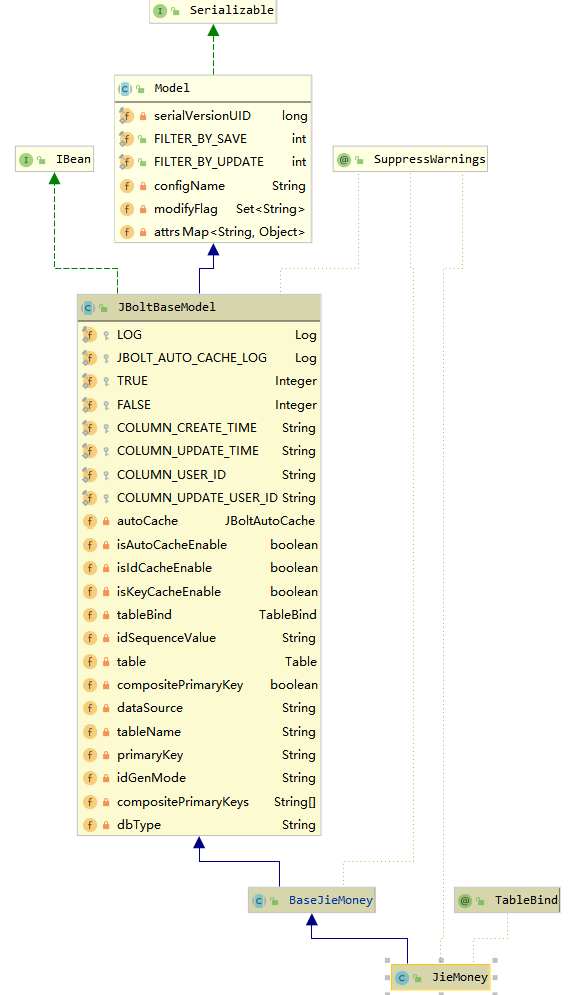 I Serializable
C Model
f serialVersionUID long
f FILTER_BY_SAVE int
f FILTER_BY_UPDATE int
f configName String
f modifyFlag Set<String>
f attrs Map<String, Object>
I IBean
@ SuppressWarnings
C JBoltBaseModel
f LOG Log
f JBOLT_AUTO_CACHE_LOG Log
f TRUE Integer
f FALSE Integer
f COLUMN_CREATE_TIME String
f COLUMN_UPDATE_TIME String
f COLUMN_USER_ID String
f COLUMN_UPDATE_USER_ID String
f autoCache JBoltAutoCache
f isAutoCacheEnable boolean
f isIdCacheEnable boolean
f isKeyCacheEnable boolean
f tableBind TableBind
f idSequenceValue String
f table Table
f compositePrimaryKey boolean
f dataSource String
f tableName String
f primaryKey String
f idGenMode String
f compositePrimaryKeys String[]
f dbType String
C BaseJieMoney
@ TableBind
C JieMoney